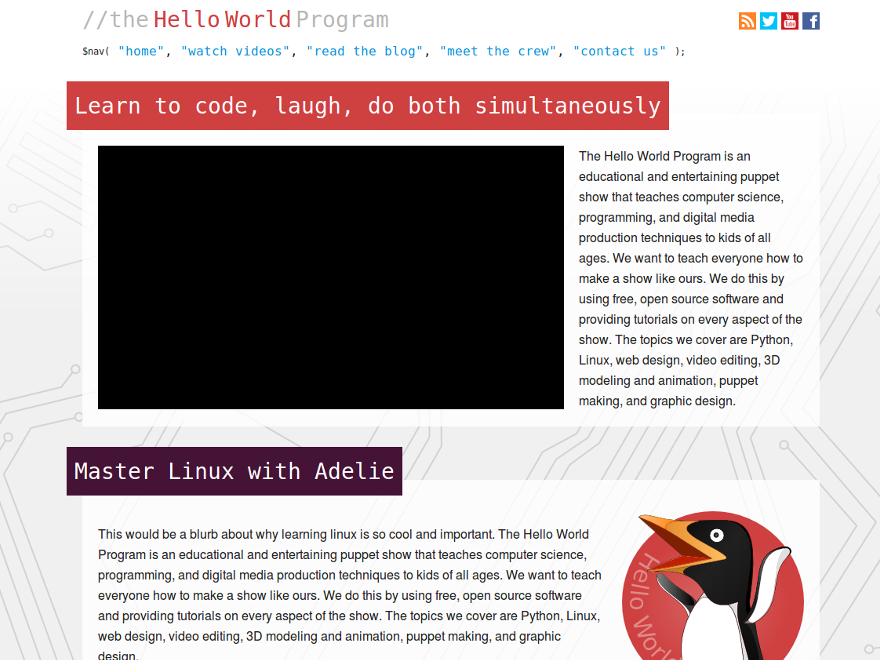 //the Hello World Program
$nav( "home", "watch videos", "read the blog", "meet the crew", "contact us" );
Learn to code, laugh, do both simultaneously
The Hello World Program is an
educational and entertaining puppet
show that teaches computer science,
programming, and digital media
production techniques to kids of all
ages. We want to teach everyone how to
make a show like ours. We do this by
using free, open source software and
providing tutorials on every aspect of the
show. The topics we cover are Python,
Linux, web design, video editing, 3D
modeling and animation, puppet
making, and graphic design.
Master Linux with Adelie
This would be a blurb about why learning linux is so cool and important. The Hello World
Program is an educational and entertaining puppet show that teaches computer science,
programming, and digital media production techniques to kids of all ages. We want to teach
everyone how to make a show like ours. We do this by using free, open source software
and providing tutorials on every aspect of the show. The topics we cover are Python, Linux,
web design, video editing, 3D modeling and animation, puppet making, and graphic
design.
Hello World